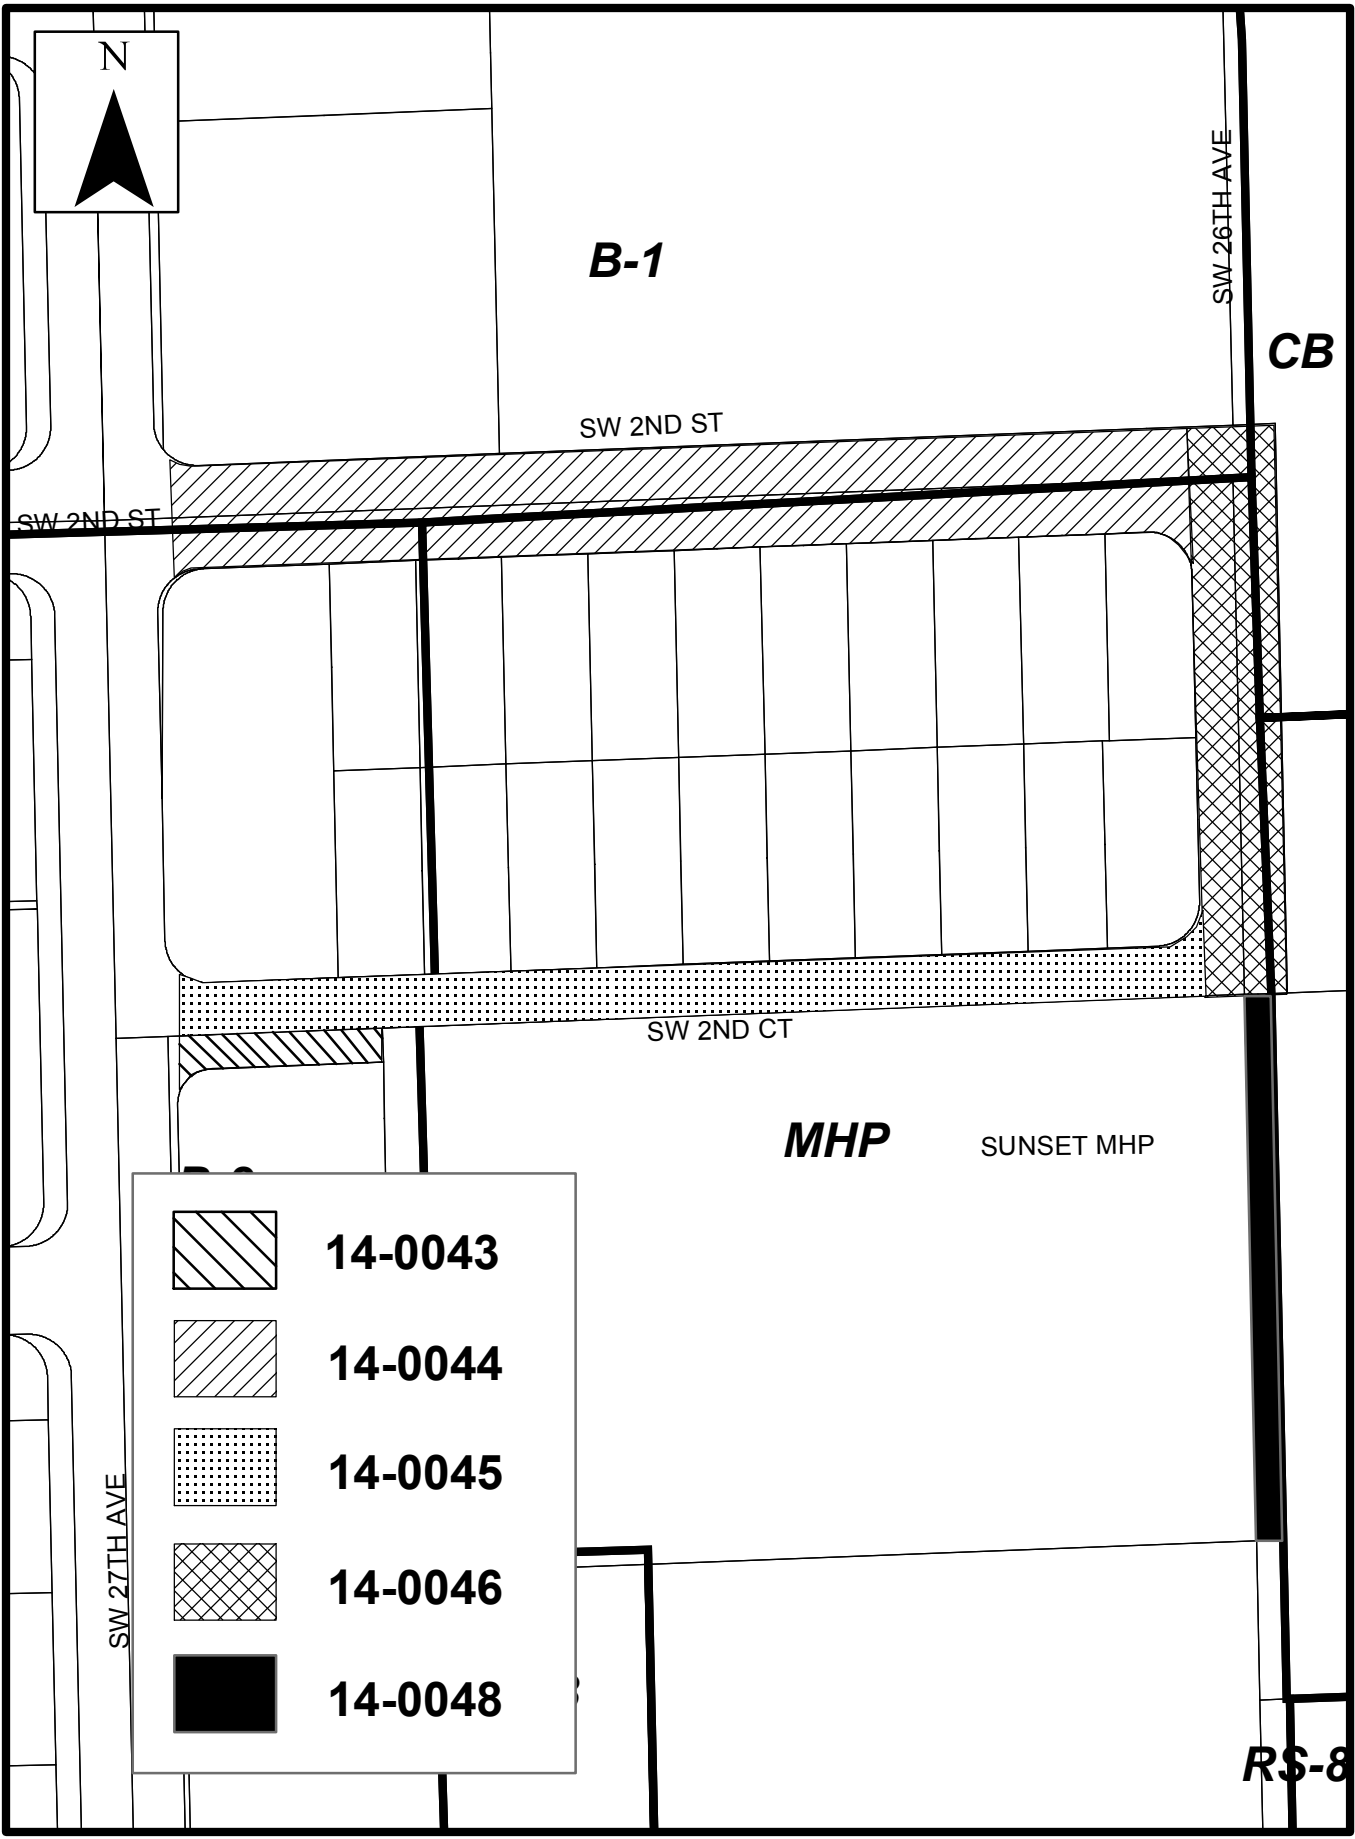 N
SW 26TH AVE
B-1
CB
SW 2ND ST
SW 2ND ST
SW 2ND CT
MHP
SUNSET MHP
14-0043
14-0044
14-0045
14-0046
14-0048
SW 27TH AVE
RS-8